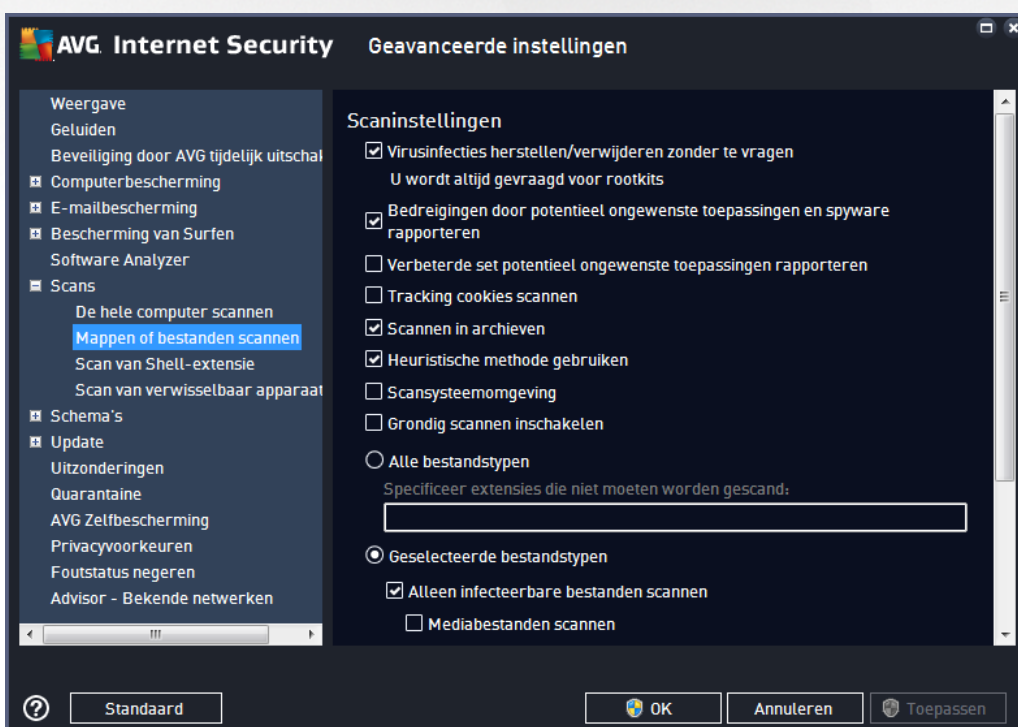 AVG. Internet Security
Geavanceerde instellingen
Weergave
Geluiden
Beveiliging door AVG tijdelijk
Computerbescherming
E-mailbescherming
Bescherming van Surfen
Software Analyzer
Scans
De hele computer scannen
Mappen of bestanden scannen
Scan van Shell-extensie
Scan van verwisselbaar apparaat
Schema's
Update
Uitzonderingen
Quarantaine
AVG Zelfbescherming
Privacyvoorkeuren
Foutstatus negeren
Advisor - Bekende netwerken
Scaninstellingen
Virusinfecties herstellen/verwijderen zonder te vragen
U wordt altijd gevraagd voor rootkits
Bedreigingen door potentieel ongewenste toepassingen en spyware
rapporteren
Verbeterde set potentieel ongewenste toepassingen rapporteren
Tracking cookies scannen
Scannen in archieven
Heuristische methode gebruiken
Scansysteemomgeving
Grondig scannen inschakelen
Alle bestandstypen
Specificeer extensies die niet moeten worden gescand:
Geselecteerde bestandstypen
Alleen infecteerbare bestanden scannen
Mediabestanden scannen
Standaard
OK
Annuleren
Toepassen